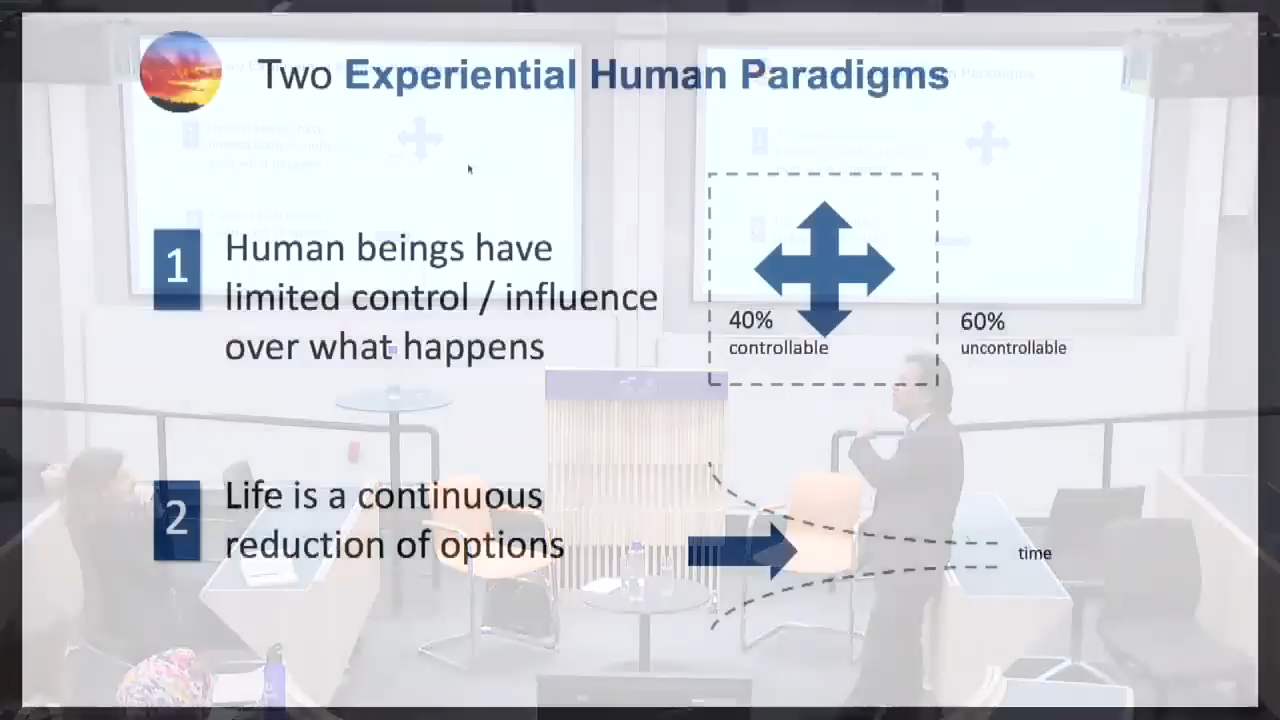 Two Experiential Human Paradigms
1
Human beings have
limited control / influence
over what happens
40%
controllable
60%
uncontrollable
2
Life is a continuous
reduction of options
time